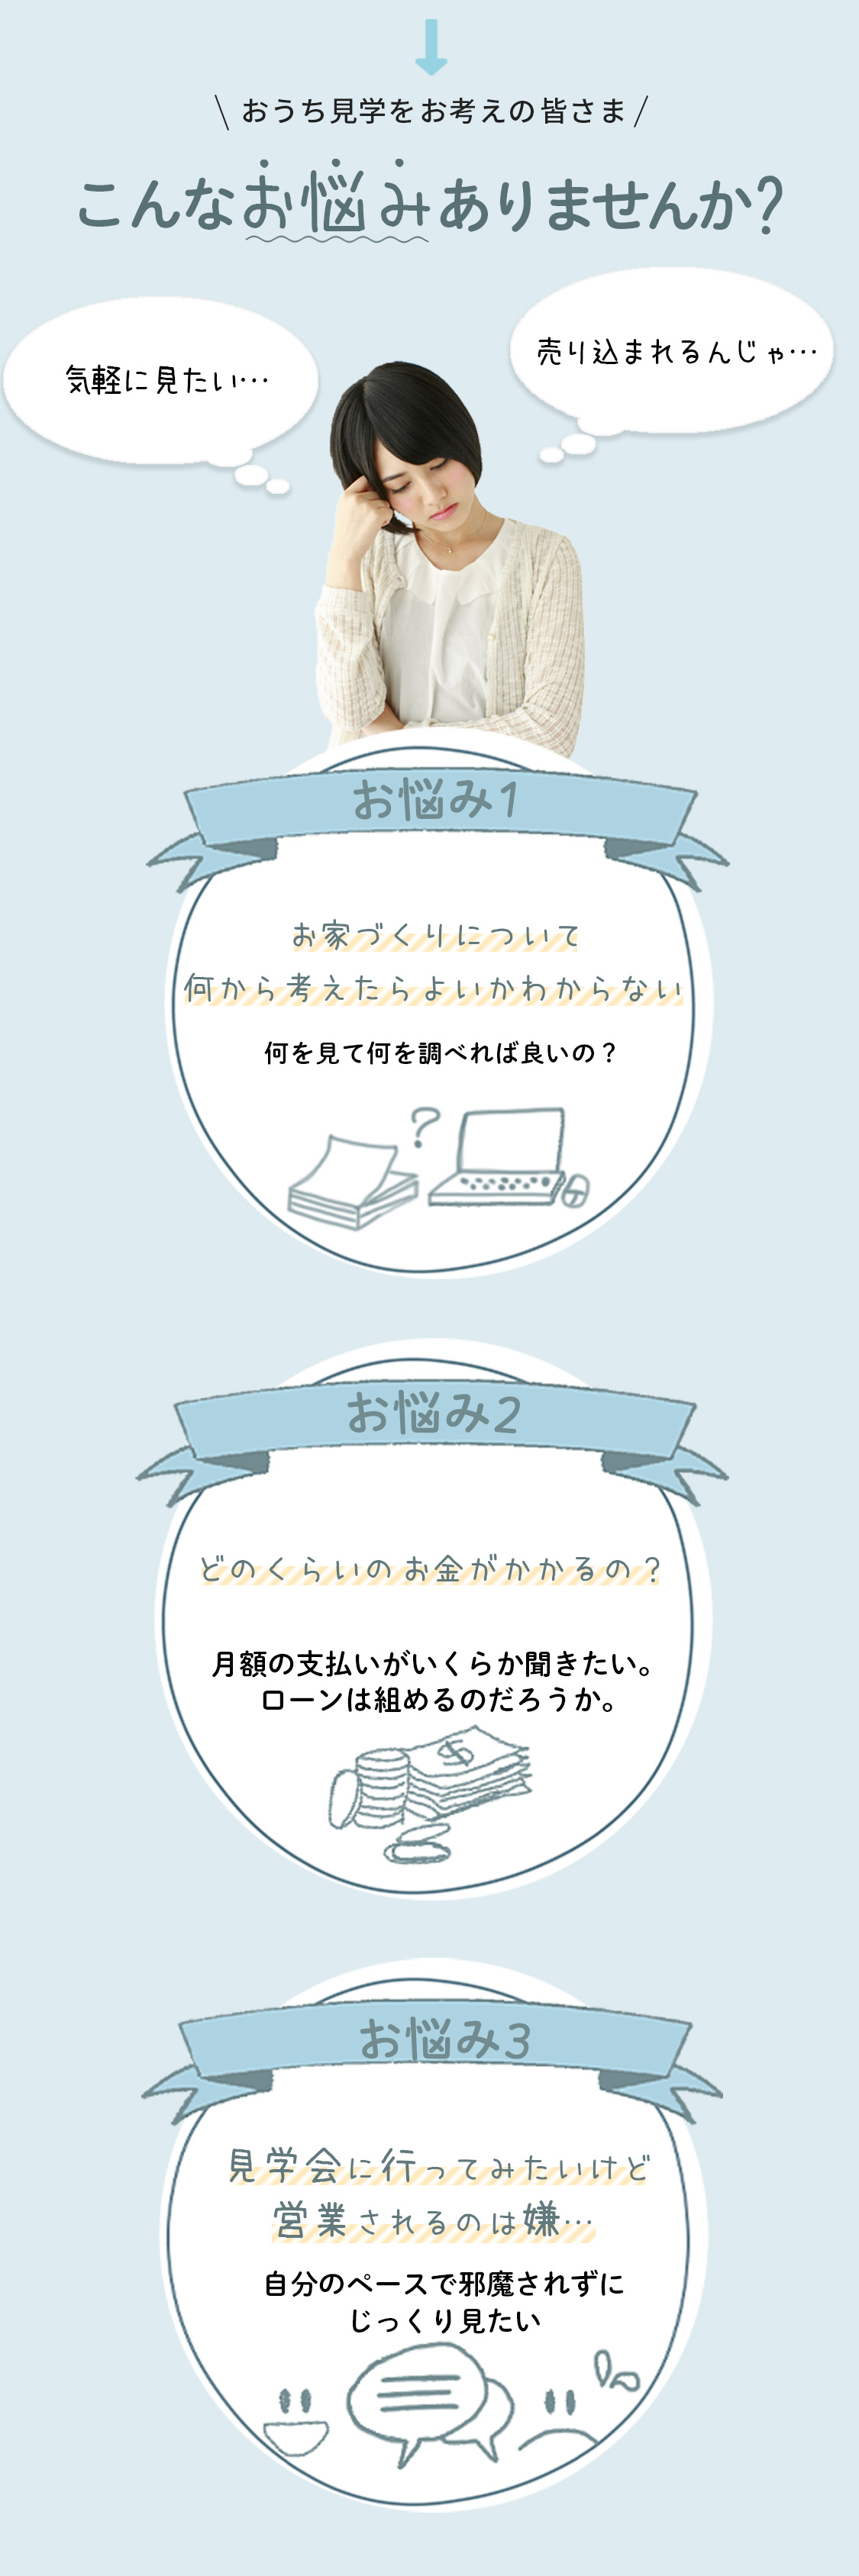 \ おうち見学をお考えの皆さま /
こんなお悩みありませんか?
気軽に見たい…
売り込まれるんじゃ…
お悩み1
お家づくりについて
何から考えたらよいかわからない
何を見て何を調べれば良いの？
?
お悩み2
どのくらいのお金がかかるの？
月額の支払いがいくらか聞きたい。
ローンは組めるのだろうか。
$
お悩み3
見学会に行ってみたいけど
営業されるのは嫌…
自分のペースで邪魔されずに
じっくり見たい